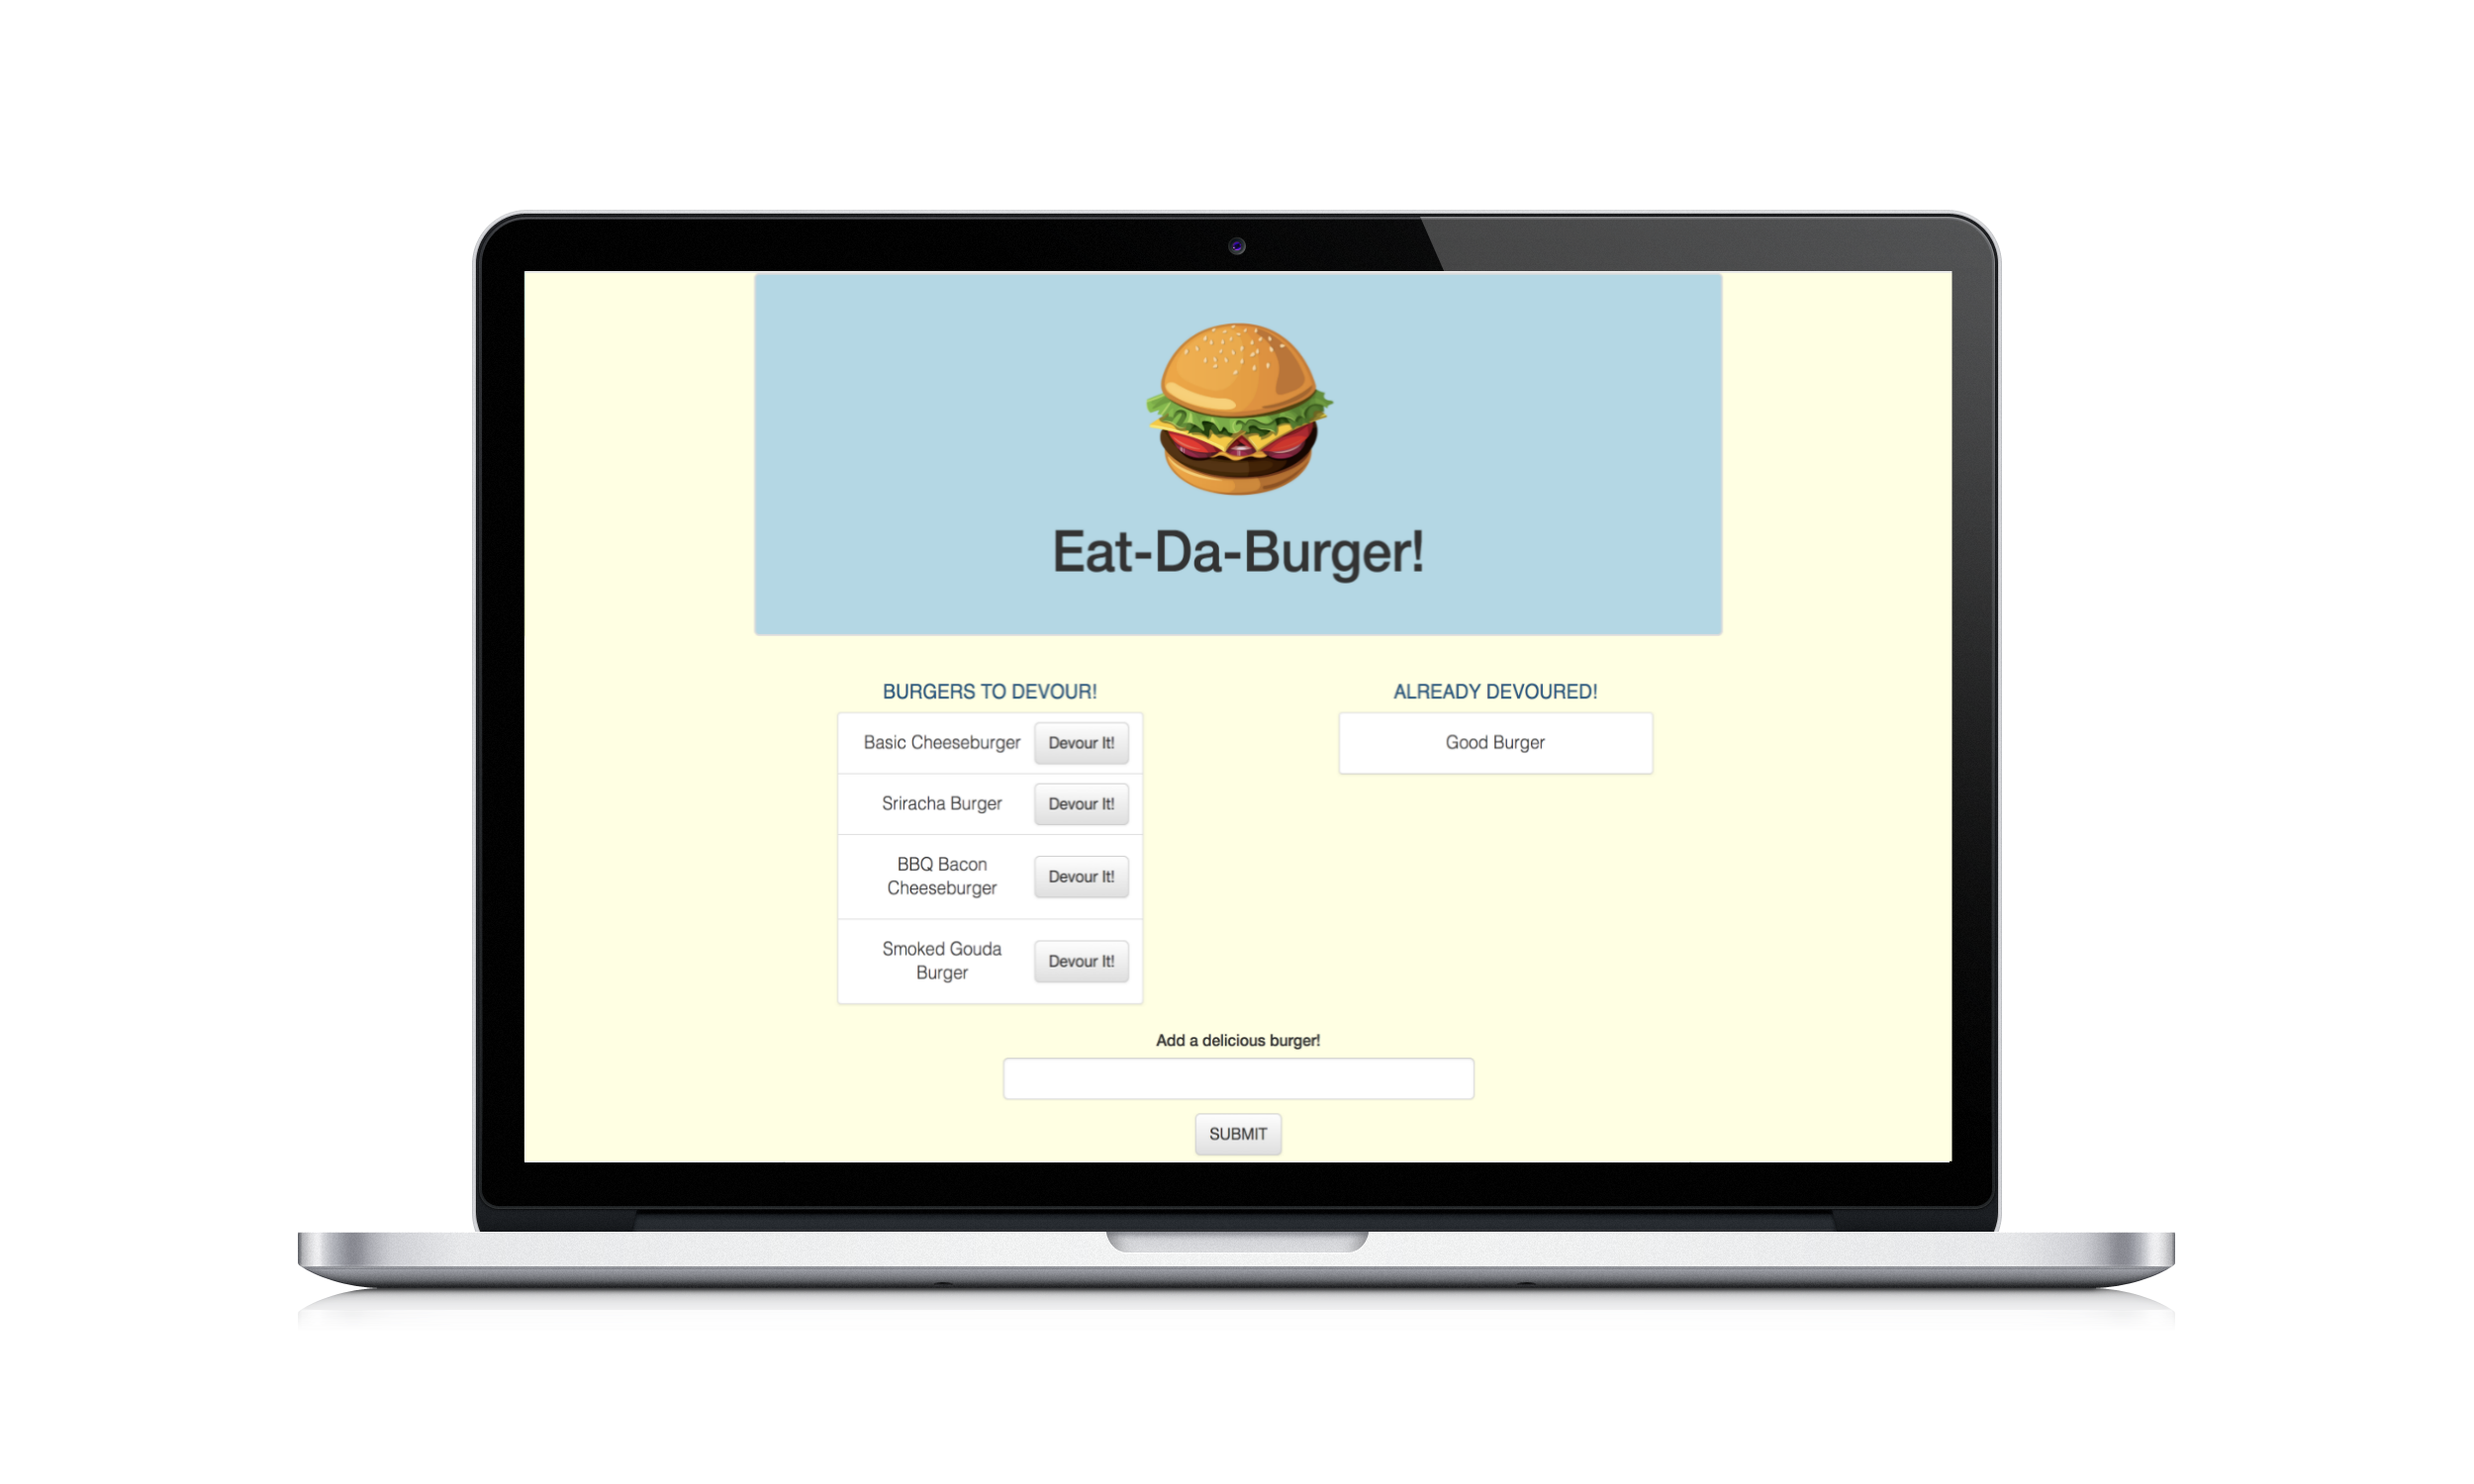 Eat-Da-Burger!
BURGERS TO DEVOUR!
Basic Cheeseburger Devour It!
Sriracha Burger Devour It!
BBQ Bacon
Cheeseburger
Devour It!
Smoked Gouda
Burger
Devour It!
ALREADY DEVOURED!
Good Burger
Add a delicious burger!
SUBMIT